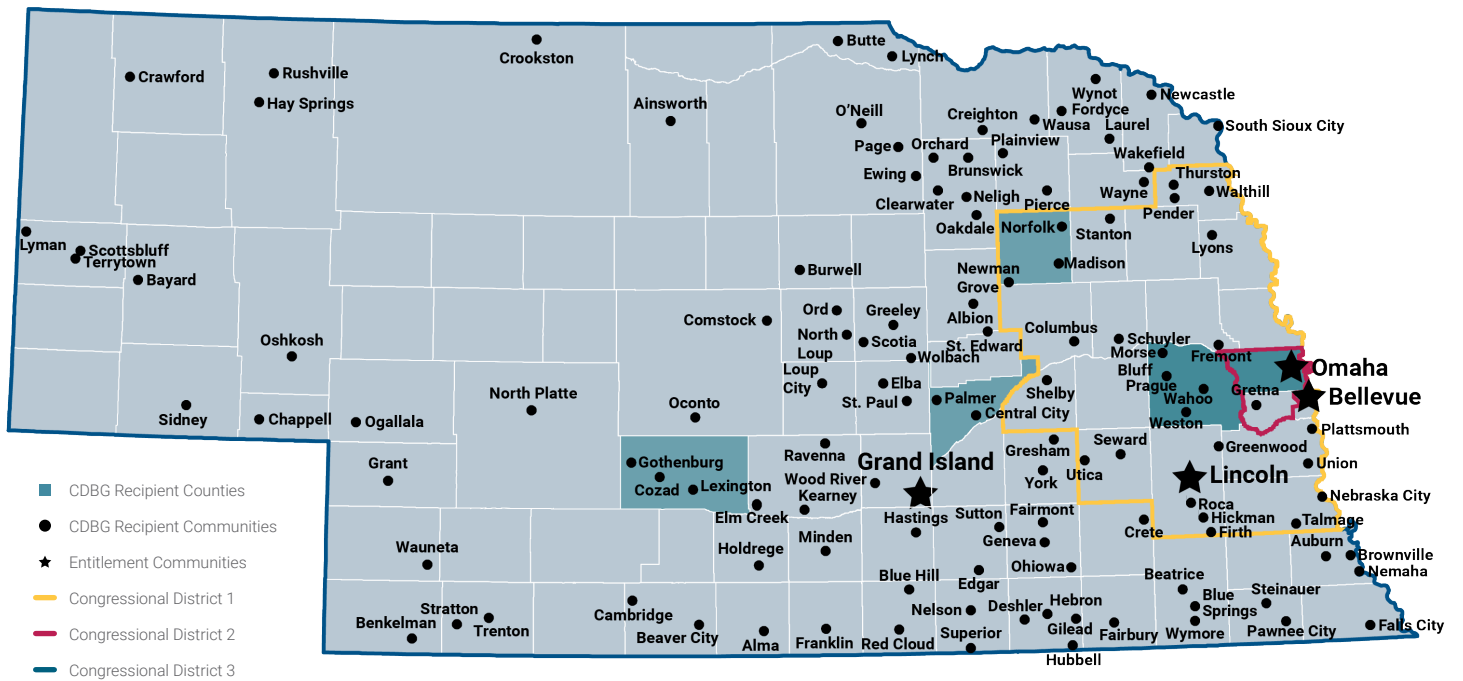 Butte
Lynch
Crookston
Crawford
Rushville
Hay Springs
Wynot
Newcastle
Ainsworth
O'Neill
Creighton
Fordyce
Wausa
Laurel
South Sioux City
Page
Orchard
Plainview
Wakefield
Ewing
Brunswick
Thurston
Clearwater
Neligh
Pierce
Wayne
Walthill
Pender
Oakdale
Norfolk
Stanton
Lyman
Scottsbluff
Terrytown
Lyons
Bayard
Burwell
Newman
Grove
Madison
Comstock
Ord
Greeley
Albion
Columbus
Oshkosh
North
Loup
Scotia
St. Edward
Schuyler
Wolbach
Morse
Bluff
Fremont
Omaha
Loup
City
Elba
Prague
Gretna
Bellevue
North Platte
St. Paul
Palmer
Shelby
Wahoo
Sidney
Chappell
Ogallala
Oconto
Central City
Weston
Plattsmouth
Ravenna
Gresham
Seward
Greenwood
Grant
Gothenburg
Grand Island
Utica
Union
Cozad
Lexington
Wood River
Kearney
York
Lincoln
Nebraska City
Elm Creek
Hastings
Sutton
Fairmont
Roca
Hickman
Talmage
Wauneta
Holdrege
Minden
Geneva
Crete
Firth
Auburn
Brownville
Blue Hill
Edgar
Ohiowa
Beatrice
Nemaha
Steinauer
Benkelman
Stratton
Trenton
Cambridge
Beaver City
Alma
Franklin
Red Cloud
Nelson
Superior
Deshler
Hebron
Gilead
Hubbell
Fairbury
Blue
Springs
Wymore
Pawnee City
Falls City
CDBG Recipient Counties
CDBG Recipient Communities
Entitlement Communities
Congressional District 1
Congressional District 2
Congressional District 3